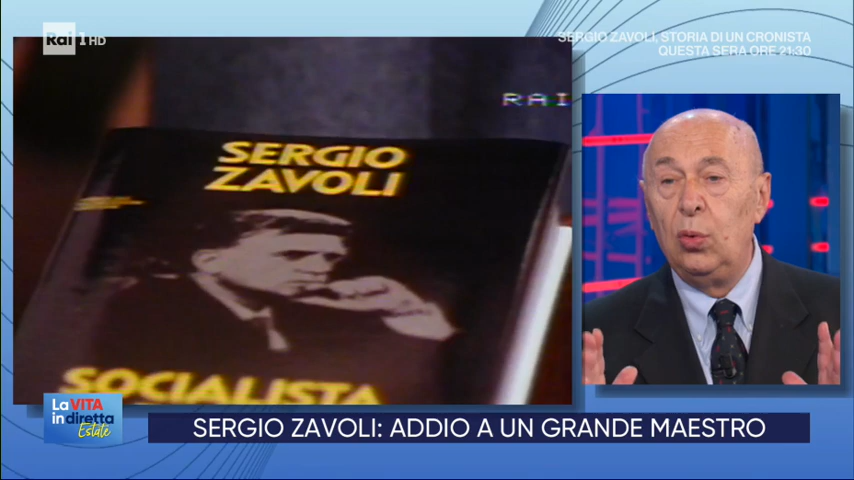 Rai 1 HD
SERGIO ZAVOLI, STORIA DI UN CRONISTA
QUESTA SERA ORE 21:30
RAI
SERGIO
ZAVOLI
SOCIALISTA
La VITA
in diretta
Estate
SERGIO ZAVOLI: ADDIO A UN GRANDE MAESTRO